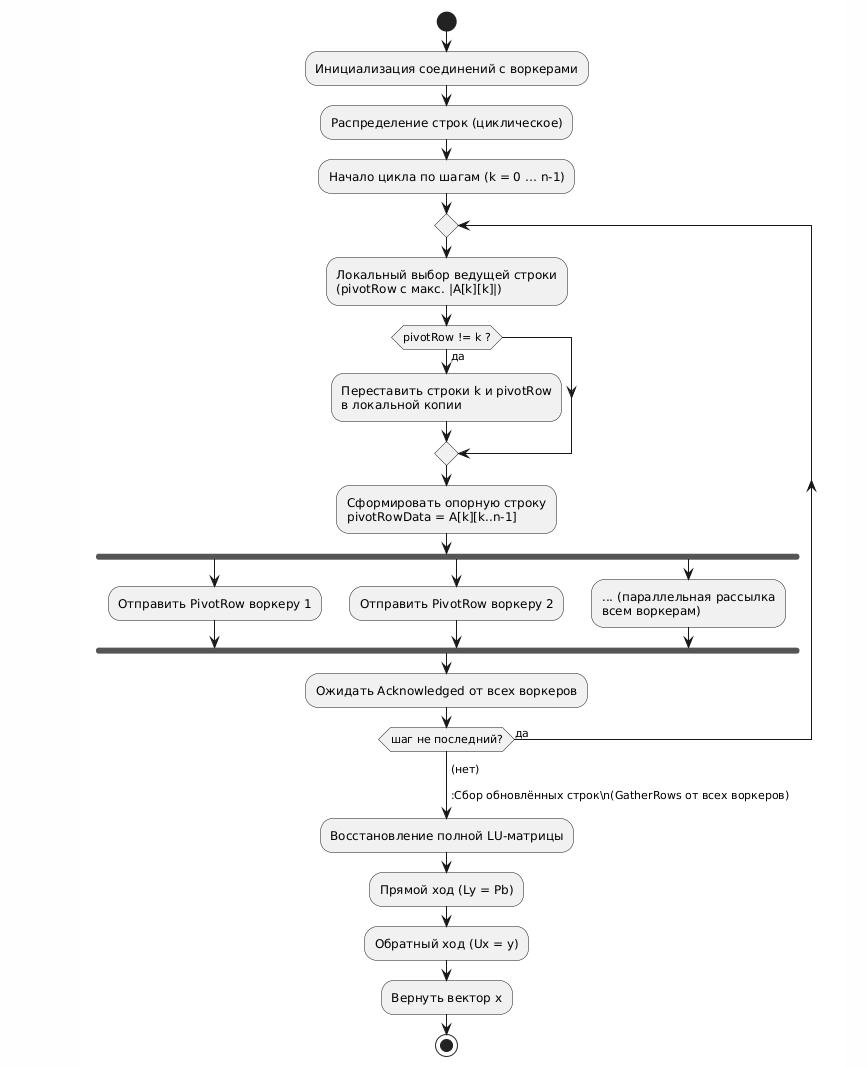 Инициализация соединений с воркерами
Распределение строк (циклическое)
Начало цикла по шагам (k = 0 ... n-1)
Локальный выбор ведущей строки
(pivotRow с макс. |A[k][k]|)
pivotRow != k ?
да
Переставить строки k и pivotRow
в локальной копии
Сформировать опорную строку
pivotRowData = A[k][k..n-1]
Отправить PivotRow воркеру 1
Отправить PivotRow воркеру 2
... (параллельная рассылка
всем воркерам)
Ожидать Acknowledged от всех воркеров
шаг не последний?
да
(нет)
:Сбор обновлённых строк\n(GatherRows от всех воркеров)
Восстановление полной LU-матрицы
Прямой ход (Ly = Pb)
Обратный ход (Ux = y)
Вернуть вектор x